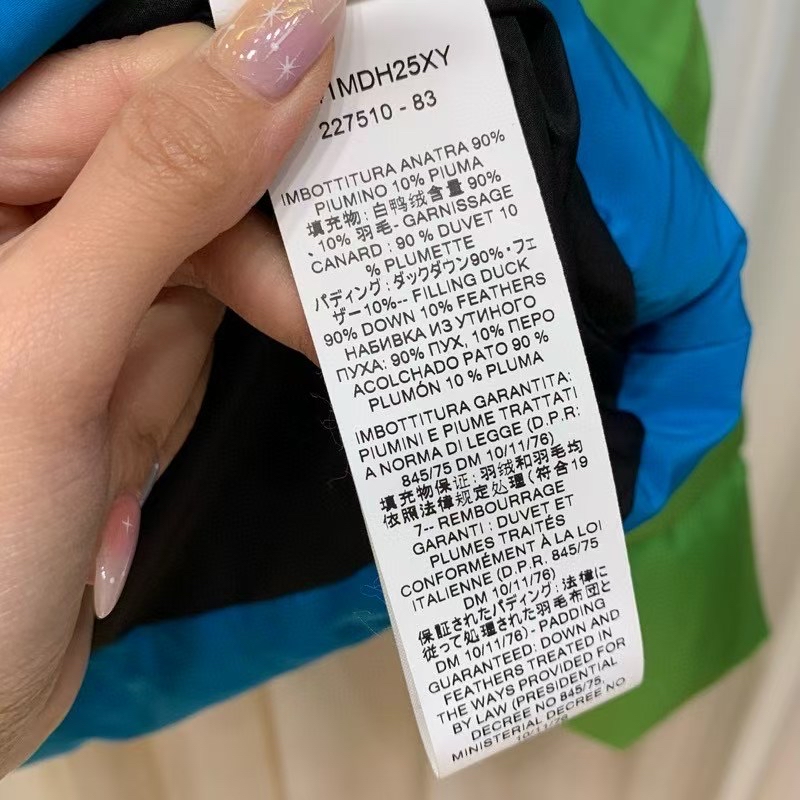 1MDH25XY
227510 - 83
IMBOTTITURA ANATRA 90%
PIUMINO 10% PIUMA
填充物：白鸭绒含量 90%
、10% 羽毛- GARNISSAGE
CANARD : 90 % DUVET 10
% PLUMETTE
パディング : ダックダウン90%・フェ
ザー10%-- FILLING DUCK
90% DOWN 10% FEATHERS
НАБИВКА ИЗ УТИНОГО
ПУХА: 90% ПУХ, 10% ПЕРО
ACOLCHADO PATO 90 %
PLUMÓN 10 % PLUMA
IMBOTTITURA GARANTITA:
PIUMINI E PIUME TRATTATI
A NORMA DI LEGGE (D.P.R:
845/75 DM 10/11/76)
填充物保证 : 羽绒和羽毛均
依照法律规定处理 (符合19
7-- REMBOURRAGE
GARANTI : DUVET ET
PLUMES TRAITÉS
CONFORMÉMENT À LA LOI
ITALIENNE (D.P.R. 845/75
DM 10/11/76)
保証されたパディング : 法律に
従って処理された羽毛布団と
DM 10/11/76) - PADDING
GUARANTEED: DOWN AND
FEATHERS TREATED IN
THE WAYS PROVIDED FOR
BY LAW (PRESIDENTIAL
DECREE NO 845/75,
MINISTERIAL DECREE NO
10/11/76